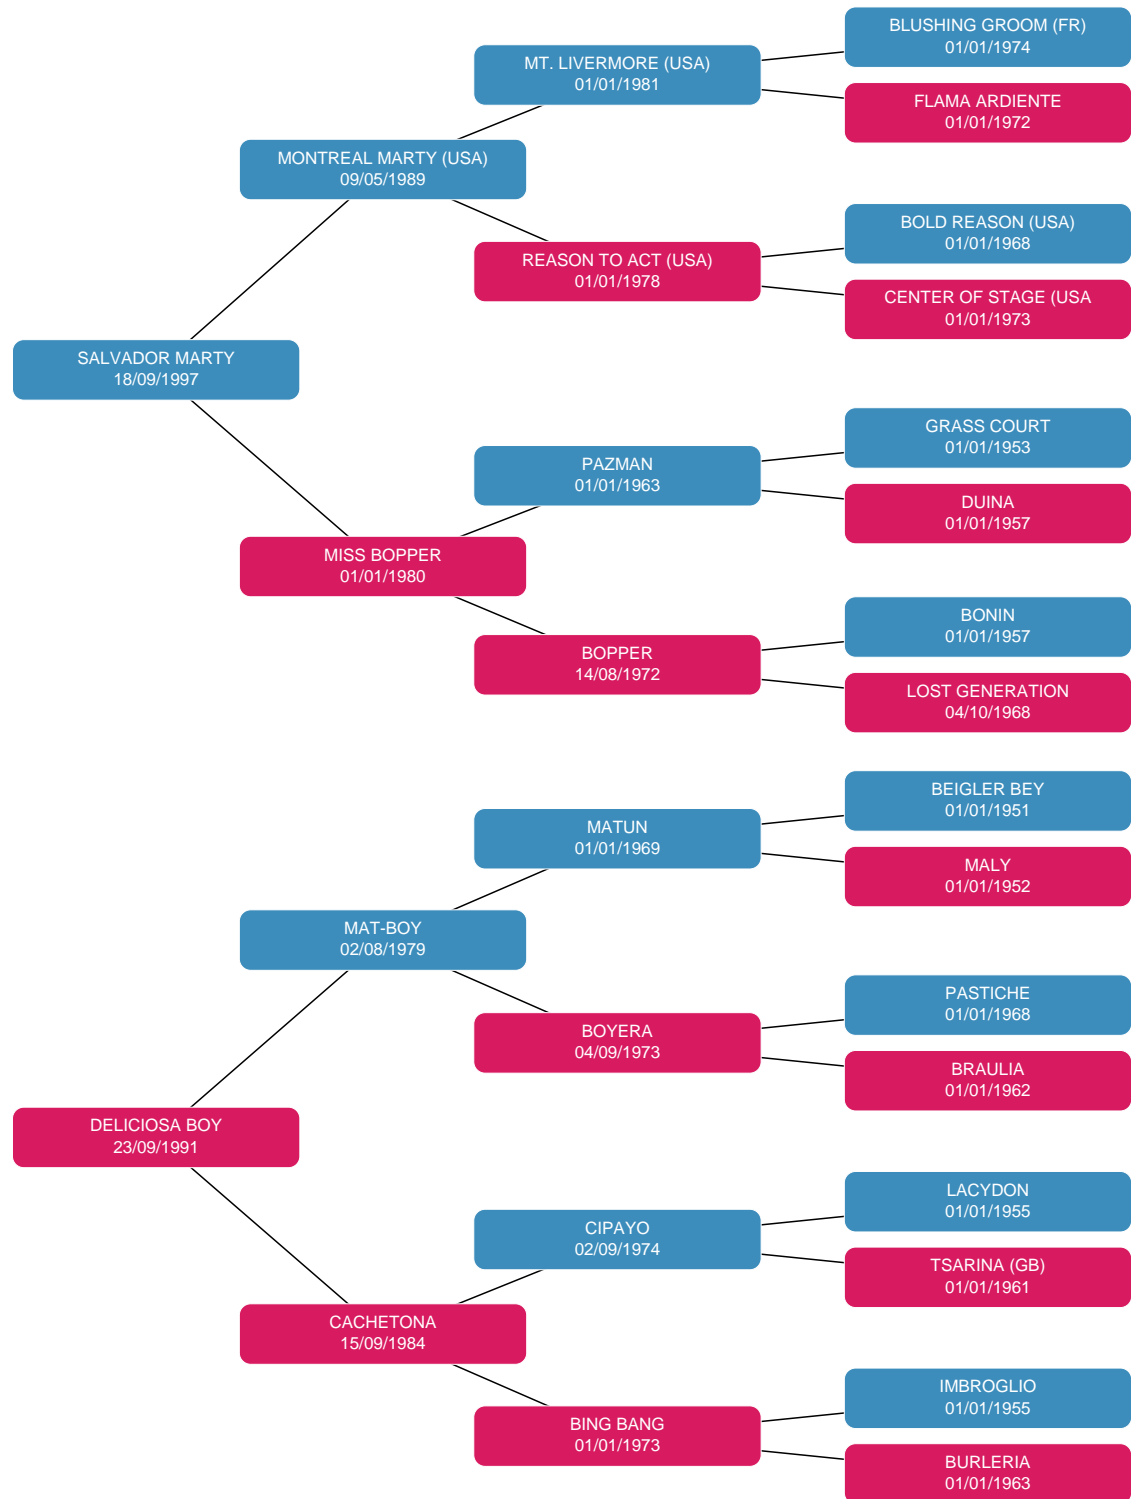 BLUSHING GROOM (FR)
01/01/1974
MT. LIVERMORE (USA)
01/01/1981
FLAMA ARDIENTE
01/01/1972
MONTREAL MARTY (USA)
09/05/1989
BOLD REASON (USA)
01/01/1968
REASON TO ACT (USA)
01/01/1978
CENTER OF STAGE (USA
01/01/1973
SALVADOR MARTY
18/09/1997
GRASS COURT
01/01/1953
PAZMAN
01/01/1963
DUINA
01/01/1957
MISS BOPPER
01/01/1980
BONIN
01/01/1957
BOPPER
14/08/1972
LOST GENERATION
04/10/1968
BEIGLER BEY
01/01/1951
MATUN
01/01/1969
MALY
01/01/1952
MAT-BOY
02/08/1979
PASTICHE
01/01/1968
BOYERA
04/09/1973
BRAULIA
01/01/1962
DELICIOSA BOY
23/09/1991
LACYDON
01/01/1955
CIPAYO
02/09/1974
TSARINA (GB)
01/01/1961
CACHETONA
15/09/1984
IMBROGLIO
01/01/1955
BING BANG
01/01/1973
BURLERIA
01/01/1963